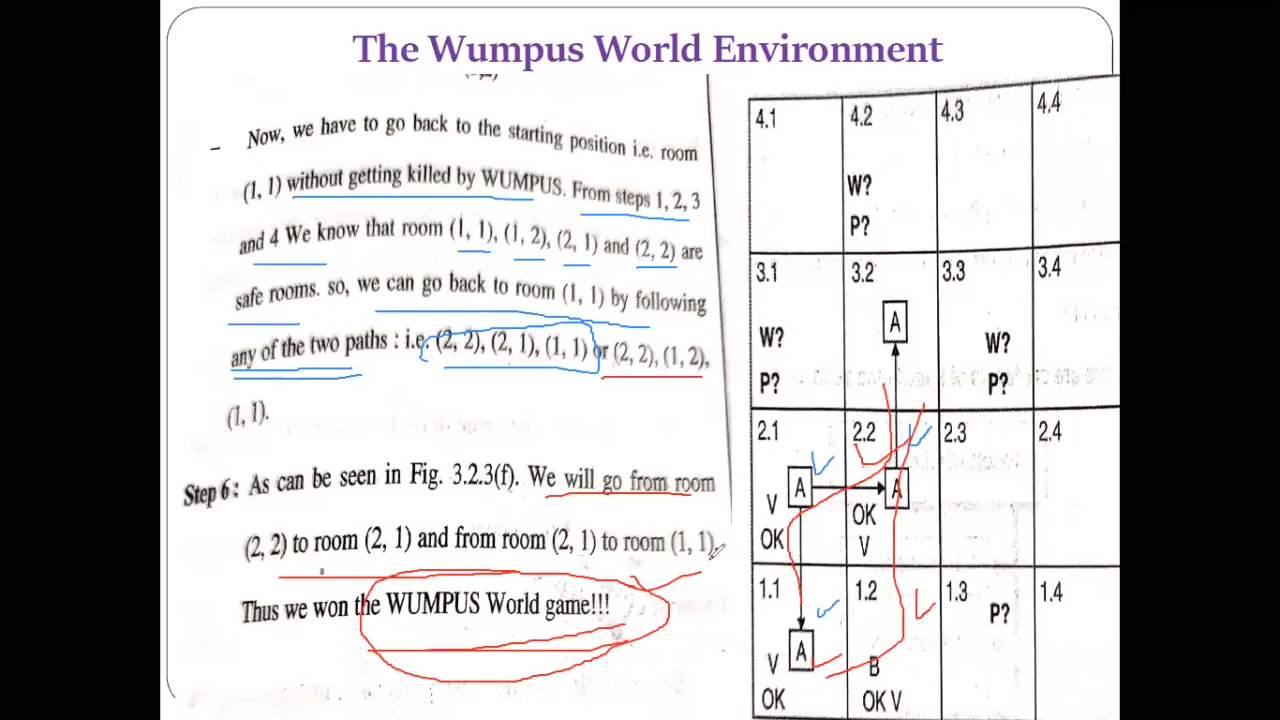 The Wumpus World Environment
– Now, we have to go back to the starting position i.e. room
(1, 1) without getting killed by WUMPUS. From steps 1, 2, 3
and 4 We know that room (1, 1), (1, 2), (2, 1) and (2, 2) are
safe rooms. so, we can go back to room (1, 1) by following
any of the two paths : i.e. (2, 2), (2, 1), (1, 1) or (2, 2), (1, 2),
(1, 1).
Step 6 : As can be seen in Fig. 3.2.3(f). We will go from room
(2, 2) to room (2, 1) and from room (2, 1) to room (1, 1).
Thus we won the WUMPUS World game!!!
4.1 4.2 4.3 4.4
W?
P?
3.1 3.2 3.3 3.4
A
W? W?
P? P?
2.1 2.2 2.3 2.4
A A
V OK
OK V
1.1 1.2 1.3 1.4
P?
A
V B
OK OK V